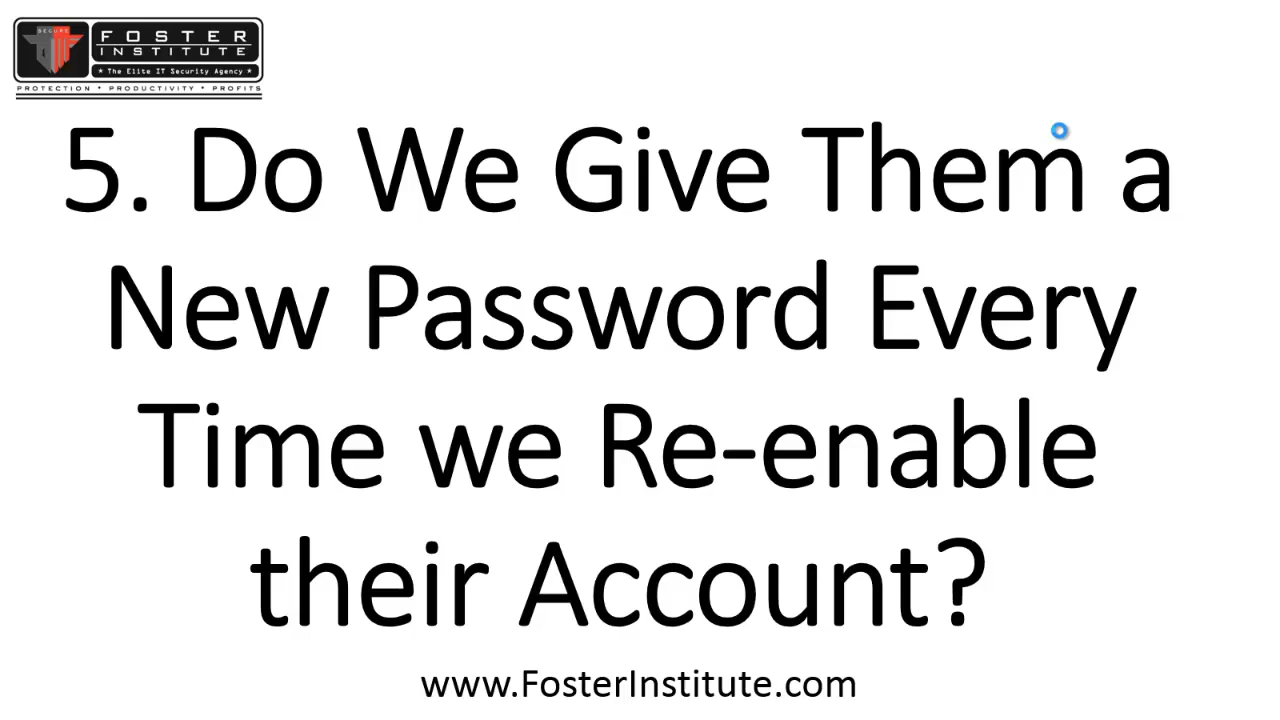 SECURE
FOSTER
INSTITUTE
* The Elite IT Security Agency *
PROTECTION * PRODUCTIVITY * PROFITS
5. Do We Give Them a
New Password Every
Time we Re-enable
their Account?
www.FosterInstitute.com